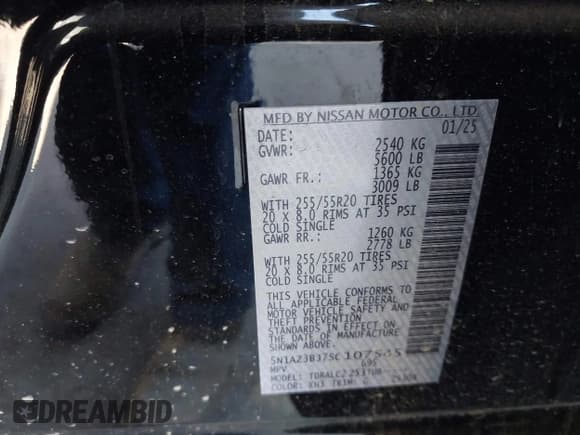 MFD BY NISSAN MOTOR CO., LTD.
DATE: 01/25
GVWR: 2540 KG
5600 LB
GAWR FR.: 1365 KG
3009 LB
WITH 255/55R20 TIRES
20 X 8.0 RIMS AT 35 PSI
COLD SINGLE
GAWR RR.: 1260 KG
2778 LB
WITH 255/55R20 TIRES
20 X 8.0 RIMS AT 35 PSI
COLD SINGLE
THIS VEHICLE CONFORMS TO
ALL APPLICABLE FEDERAL
MOTOR VEHICLE SAFETY AND
THEFT PREVENTION
STANDARDS IN EFFECT ON
THE DATE OF MANUFACTURE
SHOWN ABOVE.
MPV
MODEL:
COLOR: KH3 TRIM: G
DREAMBID